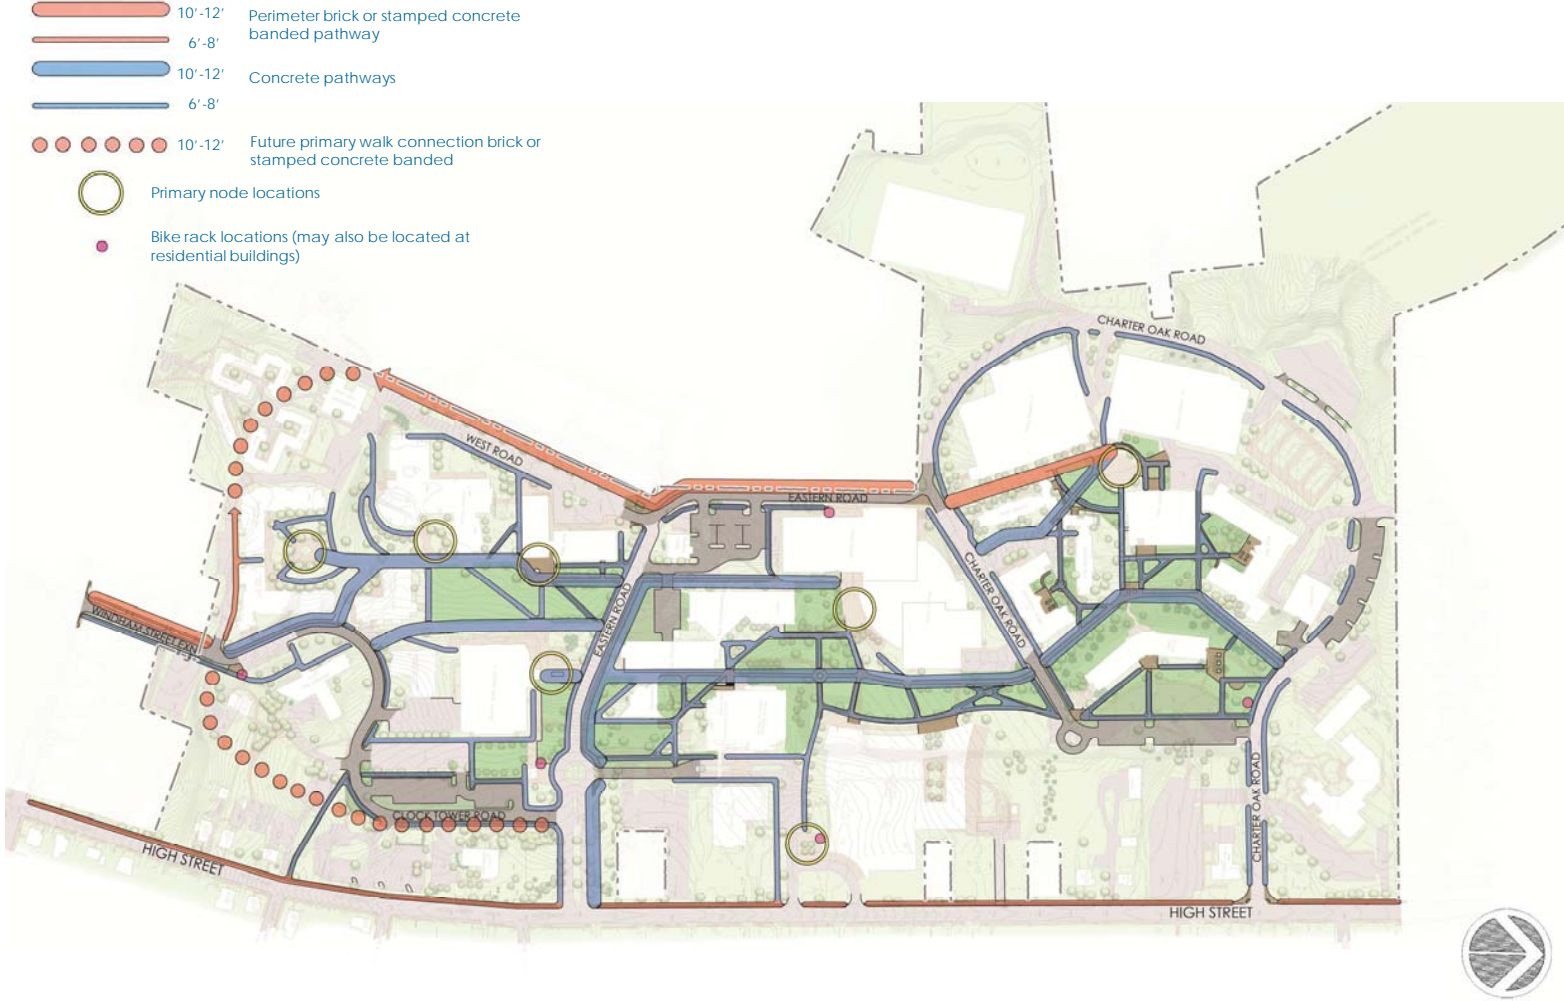 10'-12'
Perimeter brick or stamped concrete
banded pathway
6'-8'
10'-12'
Concrete pathways
6'-8'
10'-12'
Future primary walk connection brick or
stamped concrete banded
Primary node locations
Bike rack locations (may also be located at
residential buildings)
CHARTER OAK ROAD
WEST ROAD
EASTERN ROAD
CHARTER OAK ROAD
EASTERN ROAD
WINDHAM STREET EXN
CHARTER OAK ROAD
CLOCK TOWER ROAD
HIGH STREET
HIGH STREET